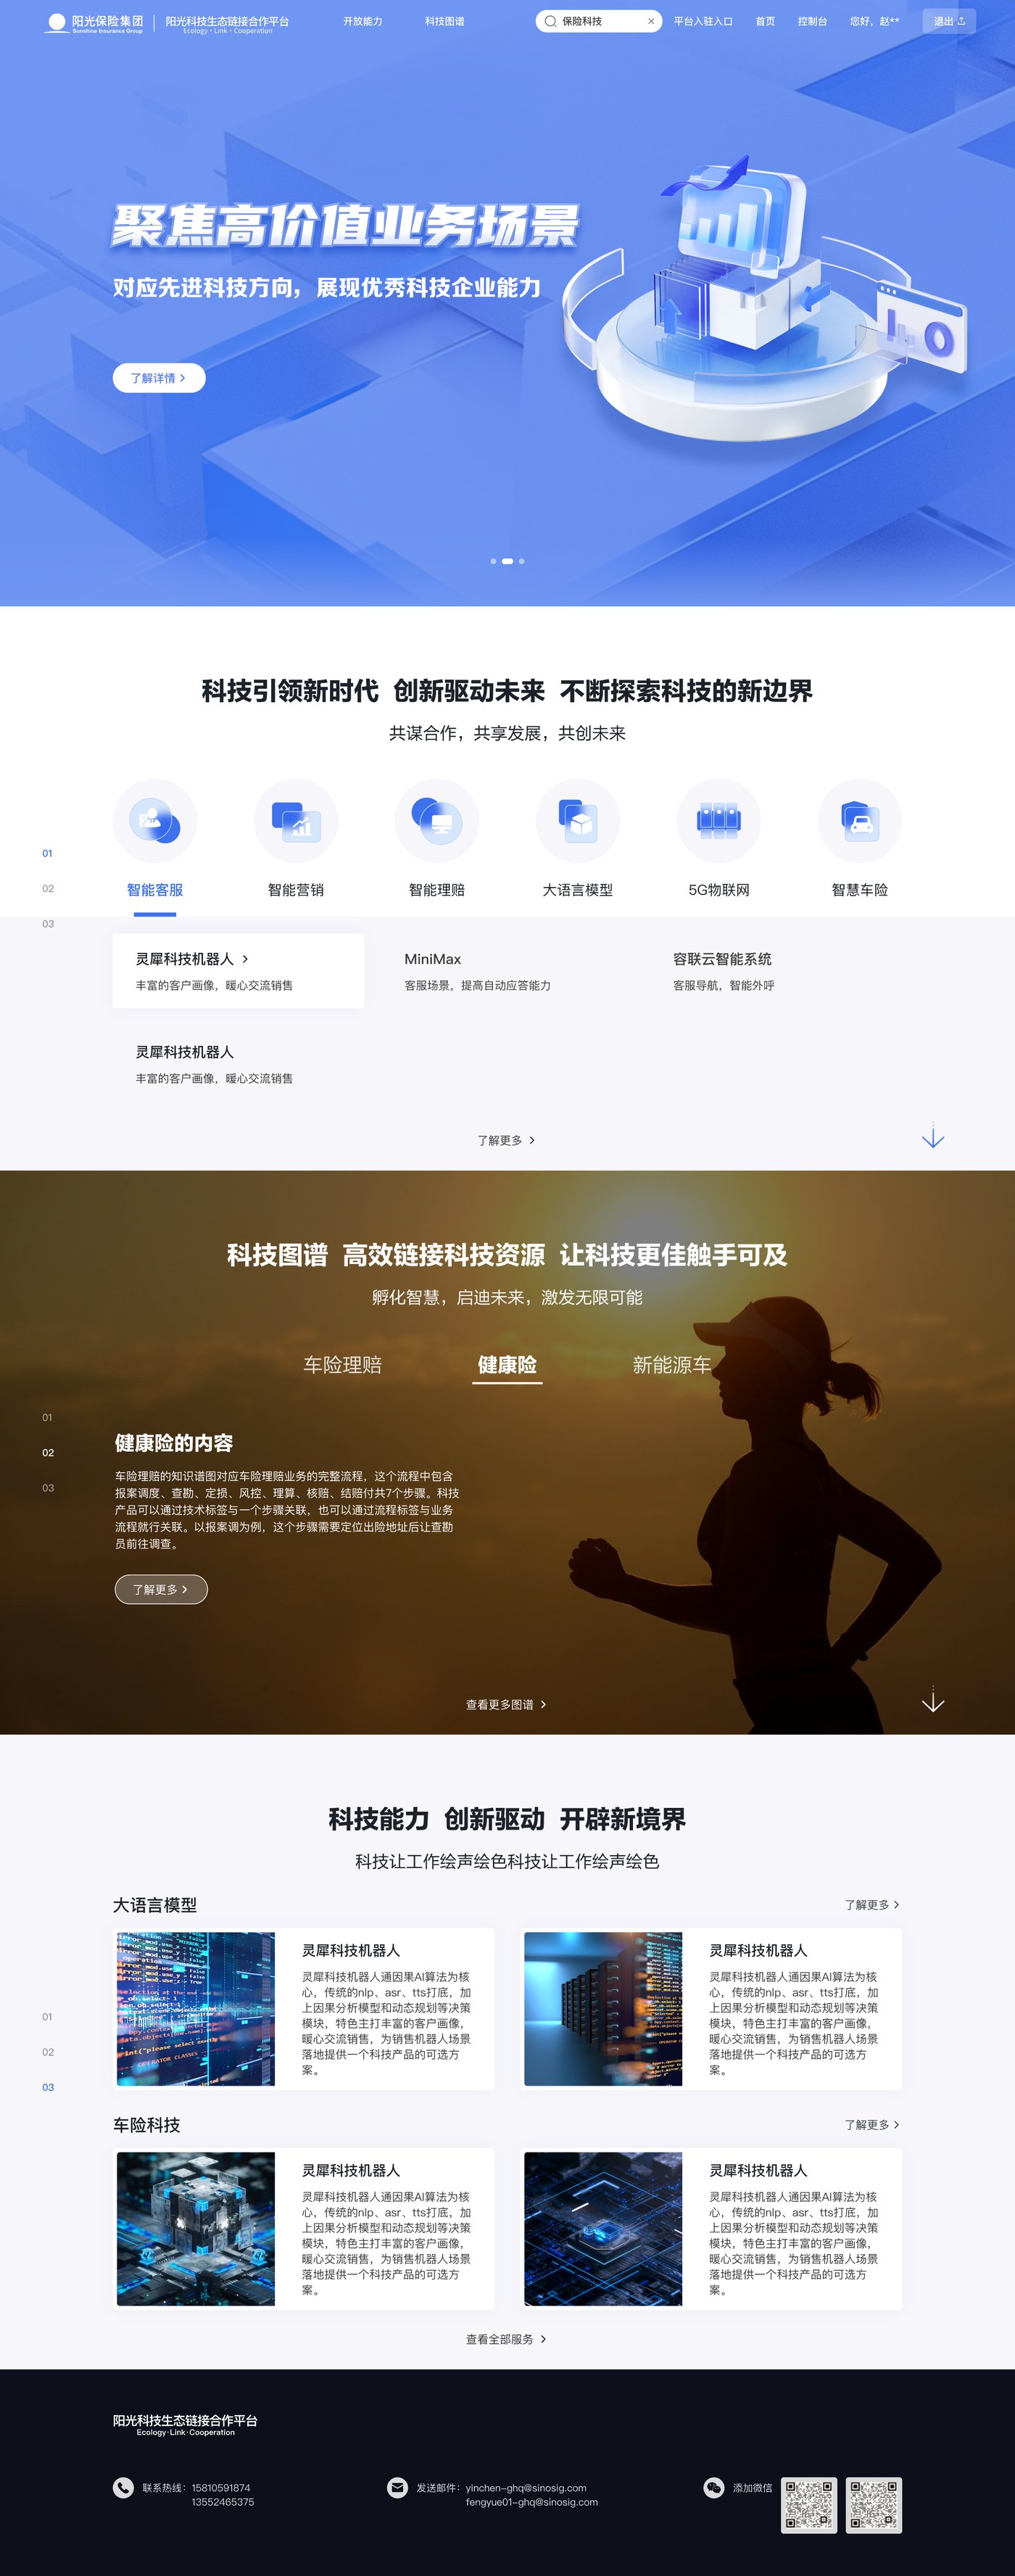 阳光保险集团
Sunshine Insurance Group
阳光科技生态链接合作平台
Ecology · Link · Cooperation
开放能力
科技图谱
保险科技
平台入驻入口
首页
控制台
您好，赵**
退出
聚焦高价值业务场景
对应先进科技方向，展现优秀科技企业能力
了解详情
科技引领新时代 创新驱动未来 不断探索科技的新边界
共谋合作，共享发展，共创未来
01
02
03
智能客服
智能营销
智能理赔
大语言模型
5G物联网
智慧车险
灵犀科技机器人
丰富的客户画像，暖心交流销售
MiniMax
客服场景，提高自动应答能力
容联云智能系统
客服导航，智能外呼
灵犀科技机器人
丰富的客户画像，暖心交流销售
了解更多
科技图谱 高效链接科技资源 让科技更佳触手可及
孵化智慧，启迪未来，激发无限可能
车险理赔
健康险
新能源车
01
02
03
健康险的内容
车险理赔的知识谱图对应车险理赔业务的完整流程，这个流程中包含
报案调度、查勘、定损、风控、理算、核赔、结赔付共7个步骤。科技
产品可以通过技术标签与一个步骤关联，也可以通过流程标签与业务
流程就行关联。以报案调为例，这个步骤需要定位出险地址后让查勘
员前往调查。
了解更多
查看更多图谱
科技能力 创新驱动 开辟新境界
科技让工作绘声绘色科技让工作绘声绘色
大语言模型
了解更多
灵犀科技机器人
灵犀科技机器人通因果AI算法为核
心，传统的nlp、asr、tts打底，加
上因果分析模型和动态规划等决策
模块，特色主打丰富的客户画像，
暖心交流销售，为销售机器人场景
落地提供一个科技产品的可选方
案。
灵犀科技机器人
灵犀科技机器人通因果AI算法为核
心，传统的nlp、asr、tts打底，加
上因果分析模型和动态规划等决策
模块，特色主打丰富的客户画像，
暖心交流销售，为销售机器人场景
落地提供一个科技产品的可选方
案。
01
02
03
车险科技
了解更多
灵犀科技机器人
灵犀科技机器人通因果AI算法为核
心，传统的nlp、asr、tts打底，加
上因果分析模型和动态规划等决策
模块，特色主打丰富的客户画像，
暖心交流销售，为销售机器人场景
落地提供一个科技产品的可选方
案。
灵犀科技机器人
灵犀科技机器人通因果AI算法为核
心，传统的nlp、asr、tts打底，加
上因果分析模型和动态规划等决策
模块，特色主打丰富的客户画像，
暖心交流销售，为销售机器人场景
落地提供一个科技产品的可选方
案。
查看全部服务
阳光科技生态链接合作平台
Ecology · Link · Cooperation
联系热线：15810591874
13552465375
发送邮件：yinchen-ghq@sinosig.com
fengyue01-ghq@sinosig.com
添加微信